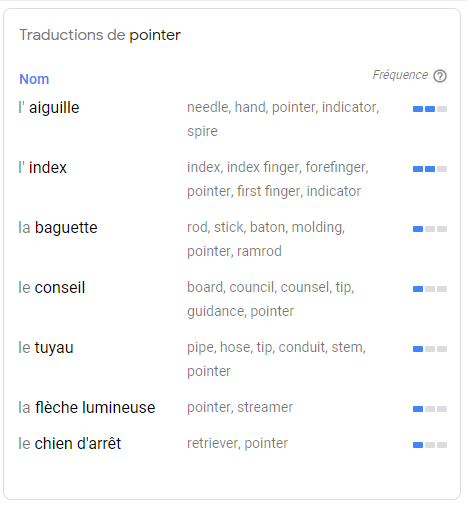 Traductions de pointer
Nom
Fréquence ?
l' aiguille
needle, hand, pointer, indicator,
spire
l' index
index, index finger, forefinger,
pointer, first finger, indicator
la baguette
rod, stick, baton, molding,
pointer, ramrod
le conseil
board, council, counsel, tip,
guidance, pointer
le tuyau
pipe, hose, tip, conduit, stem,
pointer
la flèche lumineuse
pointer, streamer
le chien d'arrêt
retriever, pointer